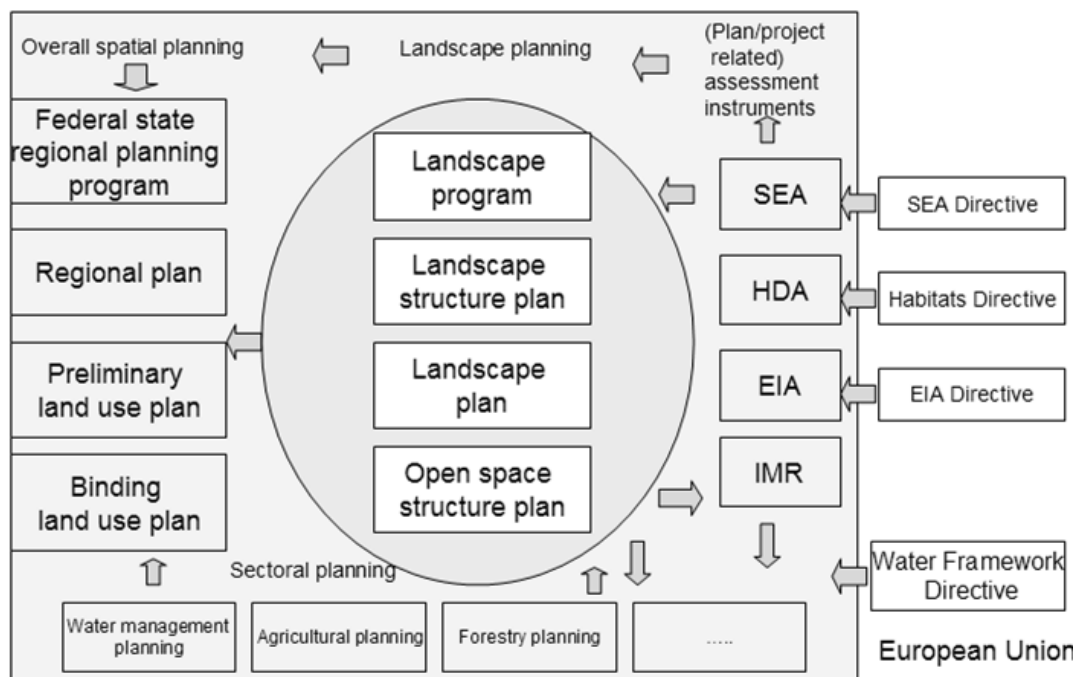 Overall spatial planning
Landscape planning
(Plan/project
related)
assessment
instruments
Federal state
regional planning
program
Regional plan
Preliminary
land use plan
Binding
land use plan
Landscape
program
Landscape
structure plan
Landscape
plan
Open space
structure plan
SEA
HDA
EIA
IMR
SEA Directive
Habitats Directive
EIA Directive
Water Framework
Directive
Sectoral planning
Water management
planning
Agricultural planning
Forestry planning
.....
European Union